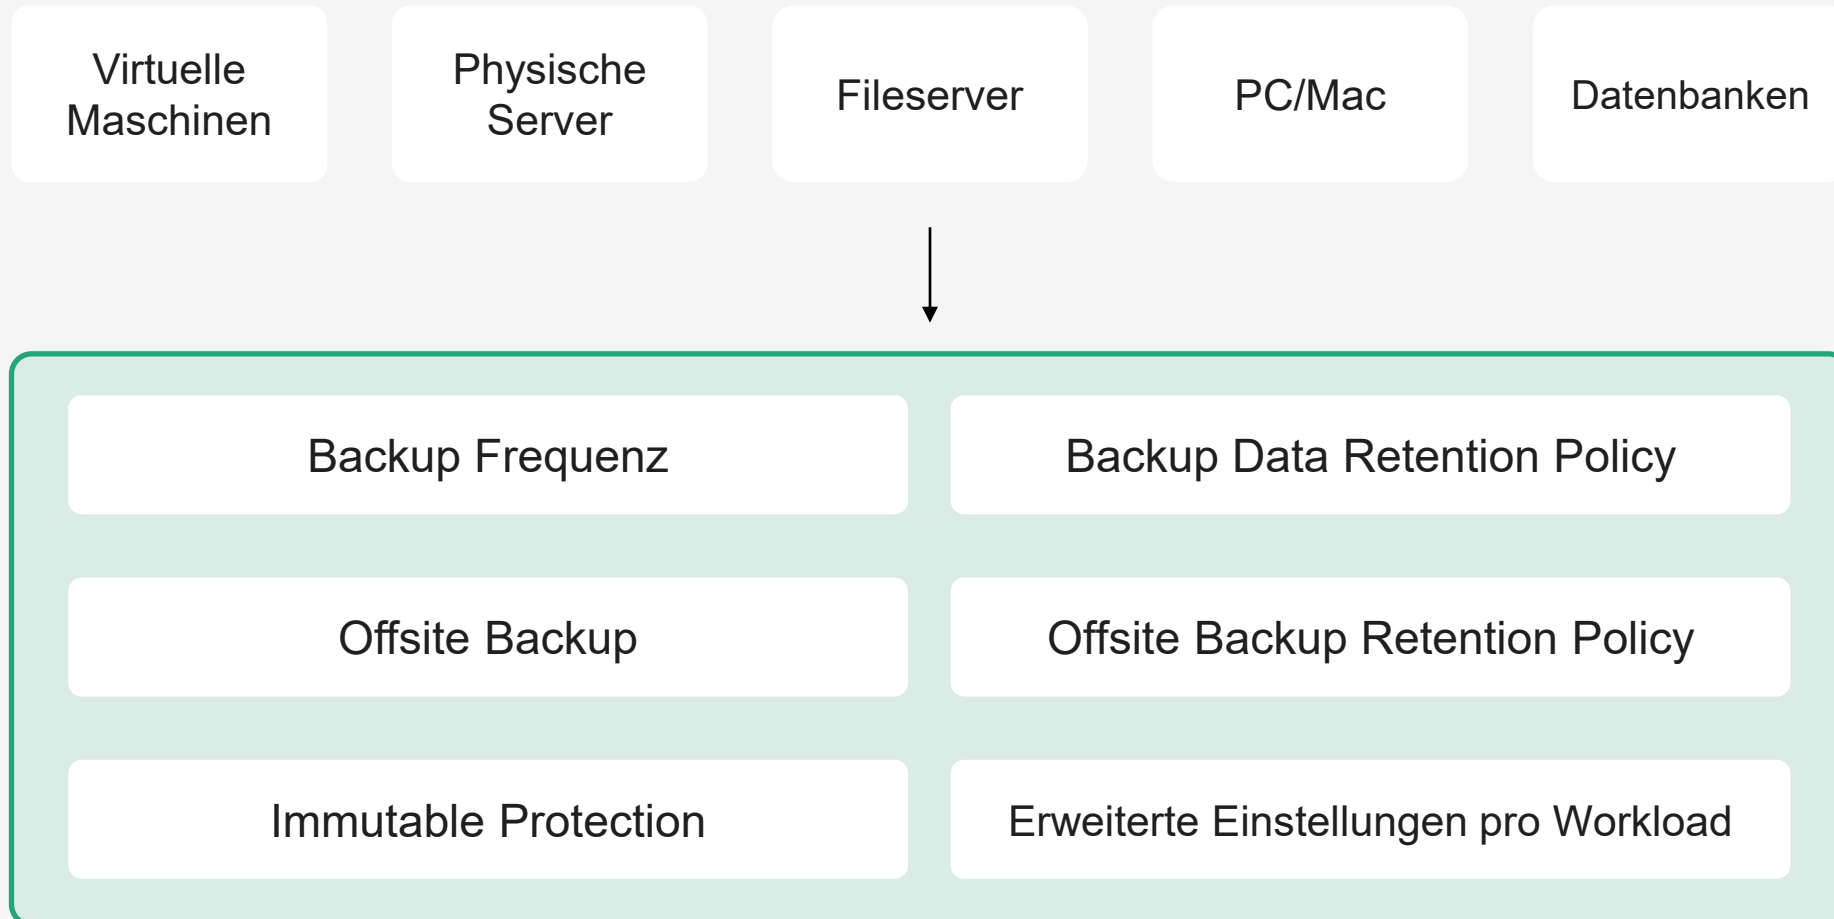 Virtuelle
Maschinen
Physische
Server
Fileserver
PC/Mac
Datenbanken
Backup Frequenz
Backup Data Retention Policy
Offsite Backup
Offsite Backup Retention Policy
Immutable Protection
Erweiterte Einstellungen pro Workload